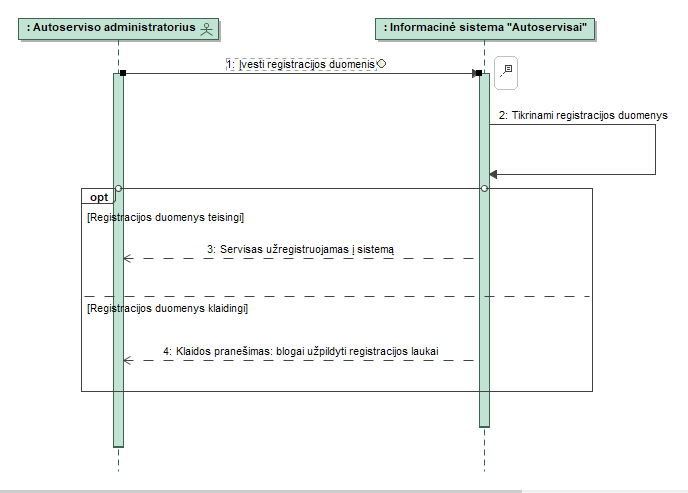 : Autoserviso administratorius
: Informacinė sistema "Autoservisai"
1: Įvesti registracijos duomenis
2: Tikrinami registracijos duomenys
opt
[Registracijos duomenys teisingi]
3: Servisas užregistruojamas į sistemą
[Registracijos duomenys klaidingi]
4: Klaidos pranešimas: blogai užpildyti registracijos laukai